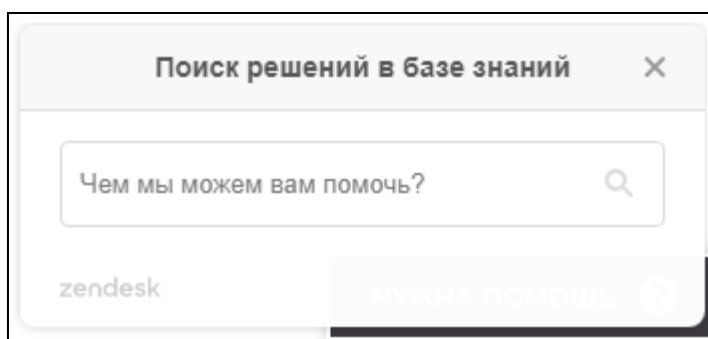 Поиск решений в базе знаний
Чем мы можем вам помочь?
zendesk
НУЖНА ПОМОЩЬ